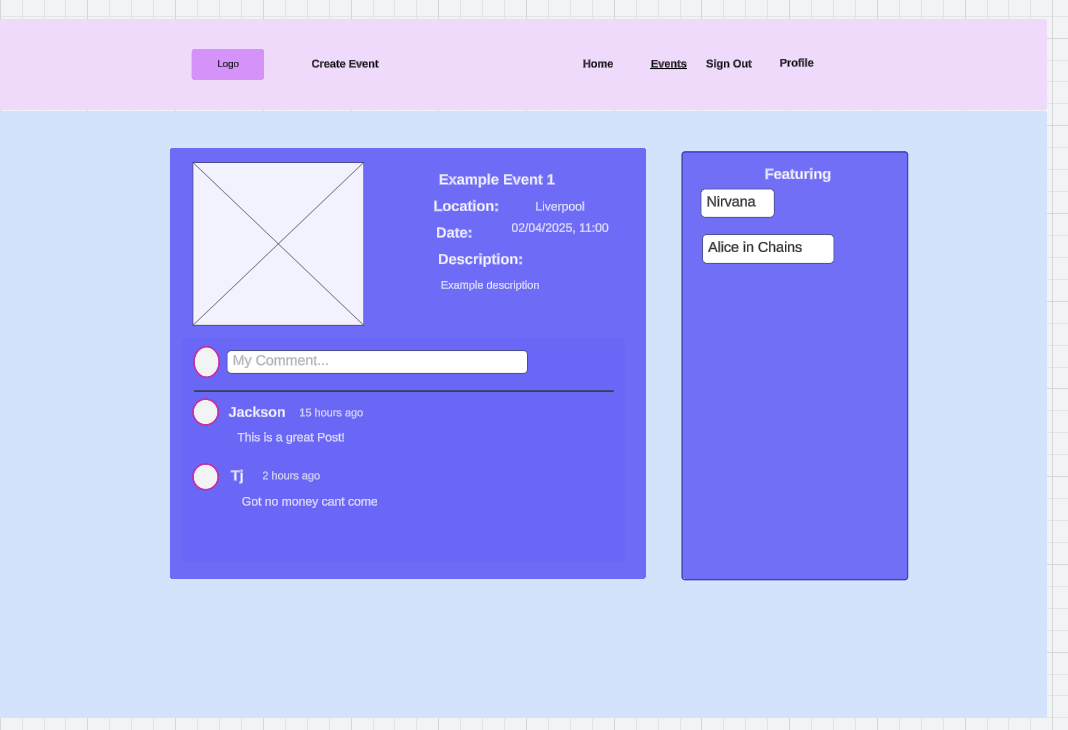 Logo
Create Event
Home
Events
Sign Out
Profile
Example Event 1
Location: Liverpool
Date: 02/04/2025, 11:00
Description:
Example description
My Comment...
Jackson 15 hours ago
This is a great Post!
Tj 2 hours ago
Got no money cant come
Featuring
Nirvana
Alice in Chains